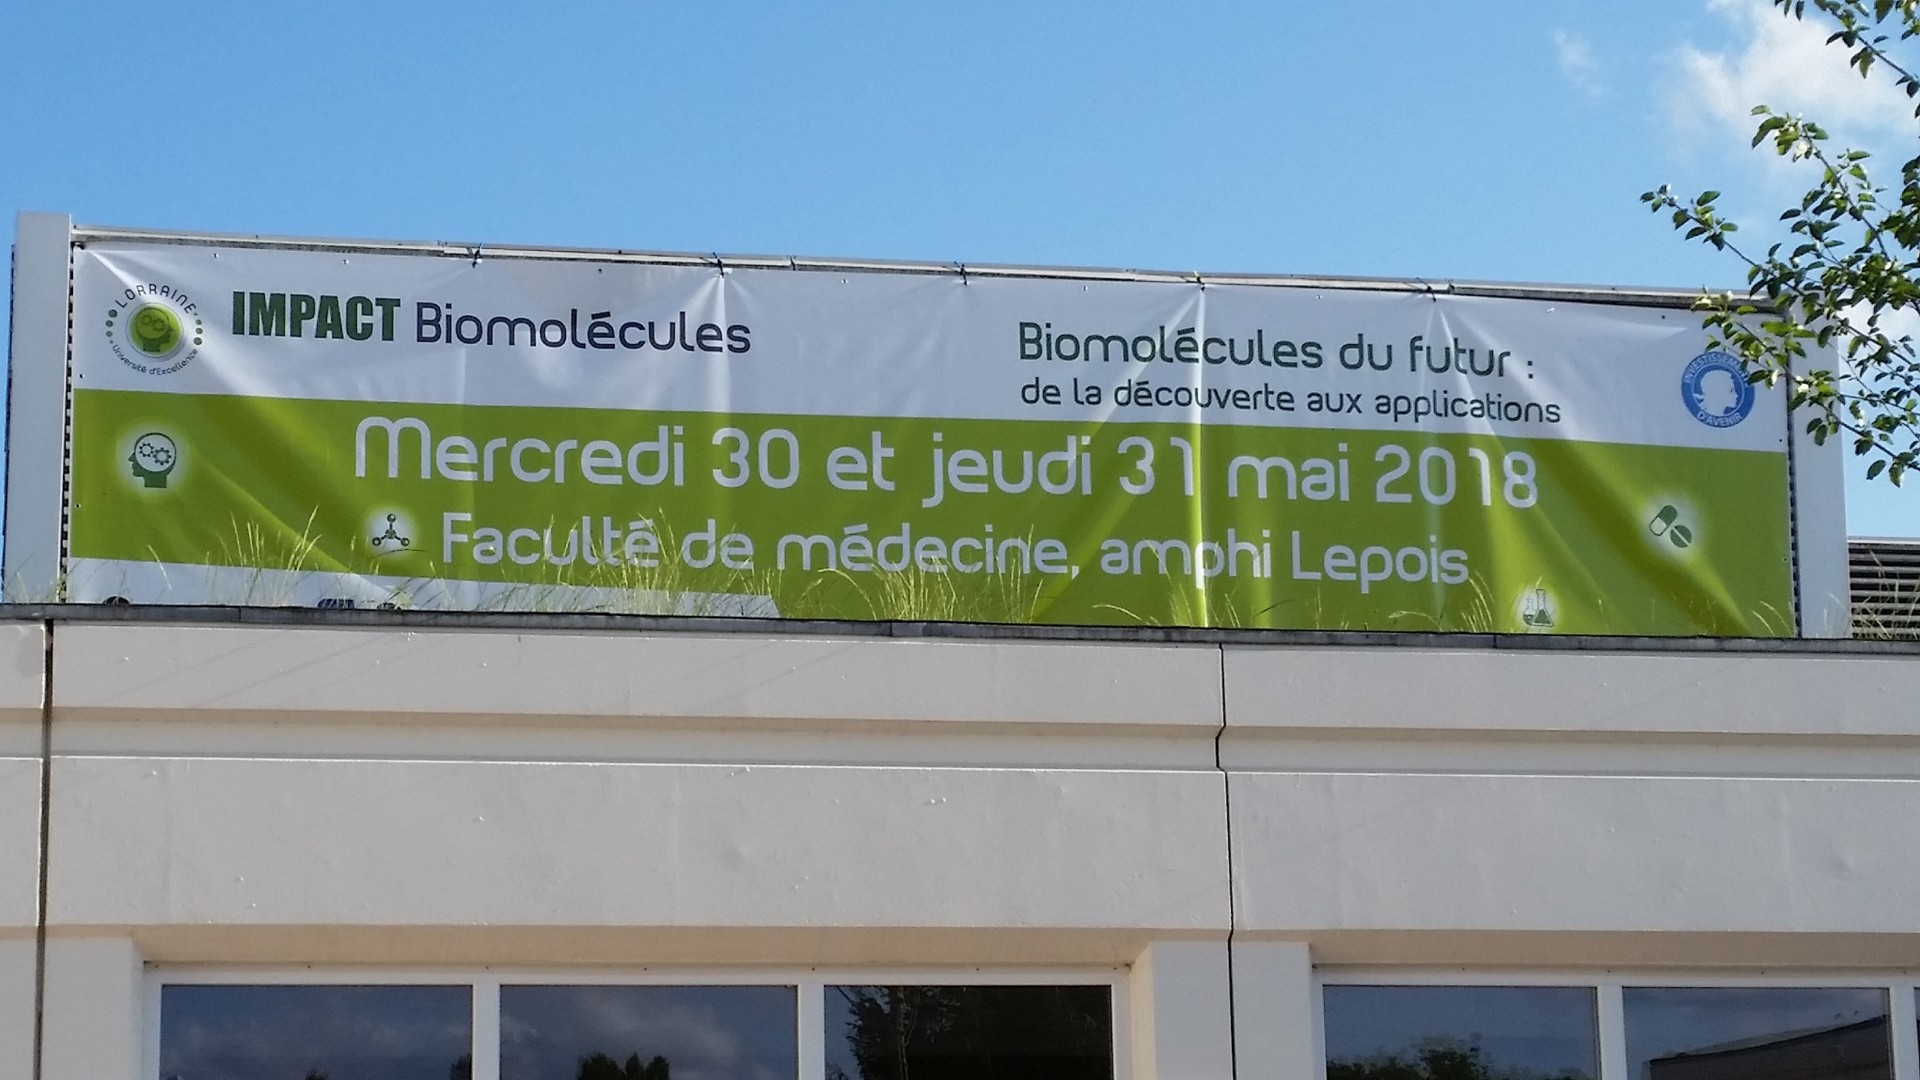 LORRAINE
Université d'Excellence
IMPACT Biomolécules
Biomolécules du futur :
de la découverte aux applications
D'AVENIR
Mercredi 30 et jeudi 31 mai 2018
Faculté de médecine, amphi Lepois